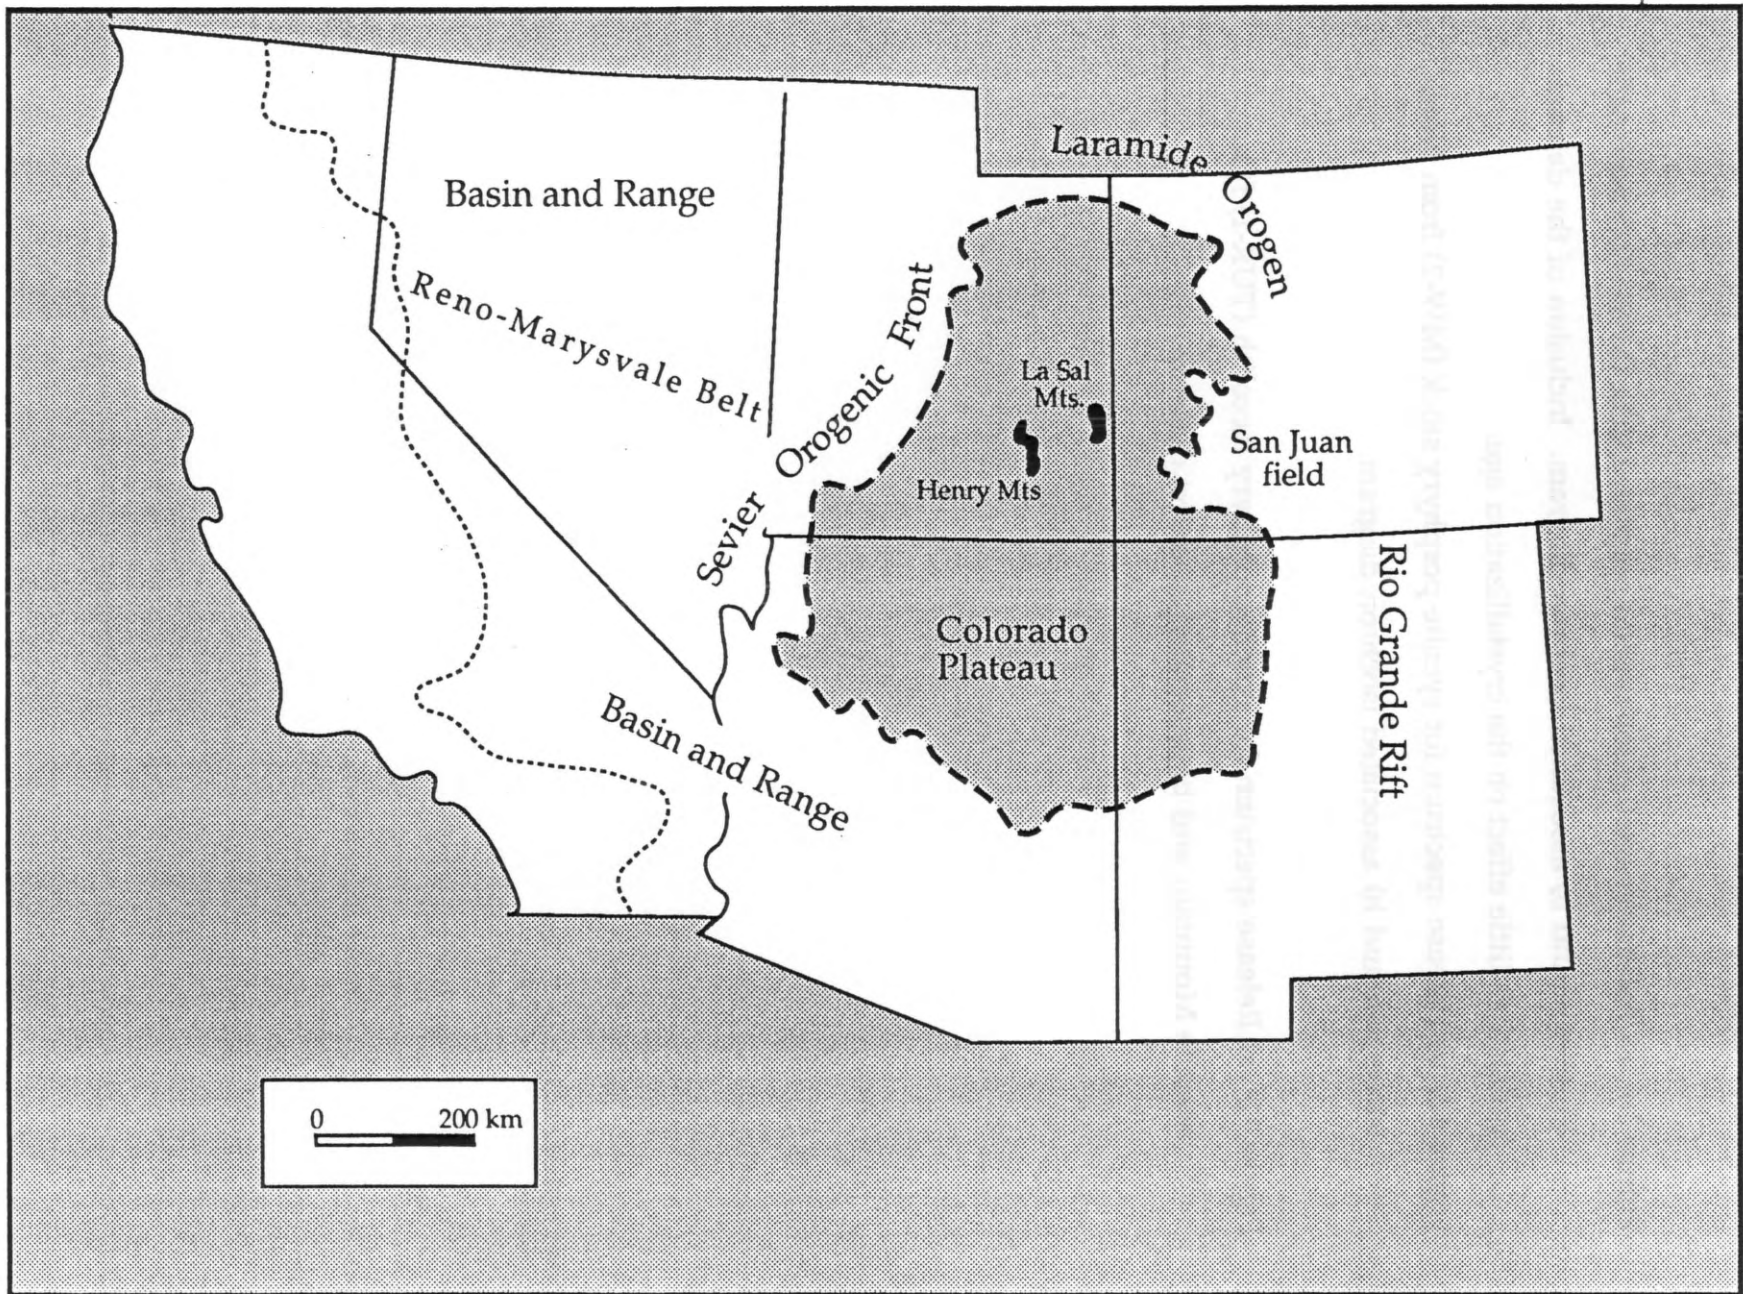 Laramide Orogen
Basin and Range
Reno-Marysvale Belt
Sevier Orogenic Front
La Sal
Mts.
Henry Mts
San Juan
field
Colorado
Plateau
Rio Grande Rift
Basin and Range
0 200 km